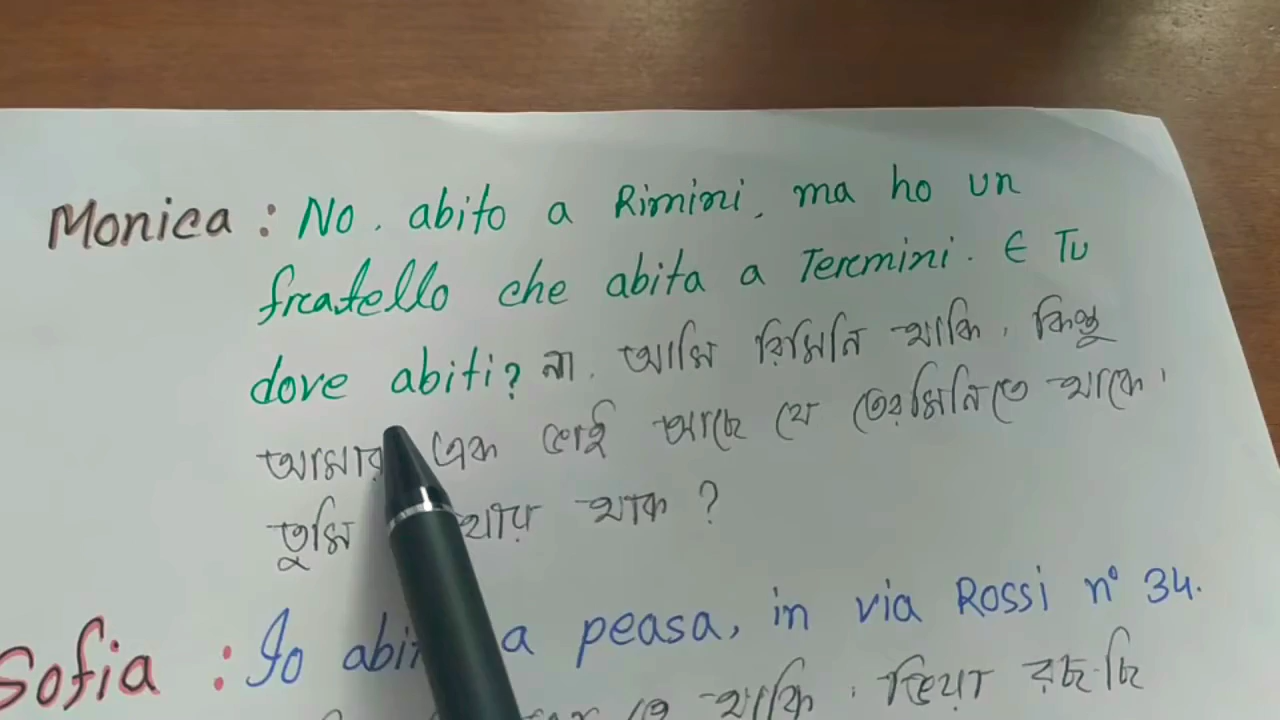 Monica : No, abito a Rimini, ma ho un
fratello che abita a Termini. E Tu
dove abiti? না, আমি রিমিনি থাকি, কিন্তু
আমার এক ভাই আছে যে তেরমিনিতে থাকে।
তুমি থাক ?
Sofia : Io a peasa, in via Rossi n° 34.
থাকি, ভিয়া